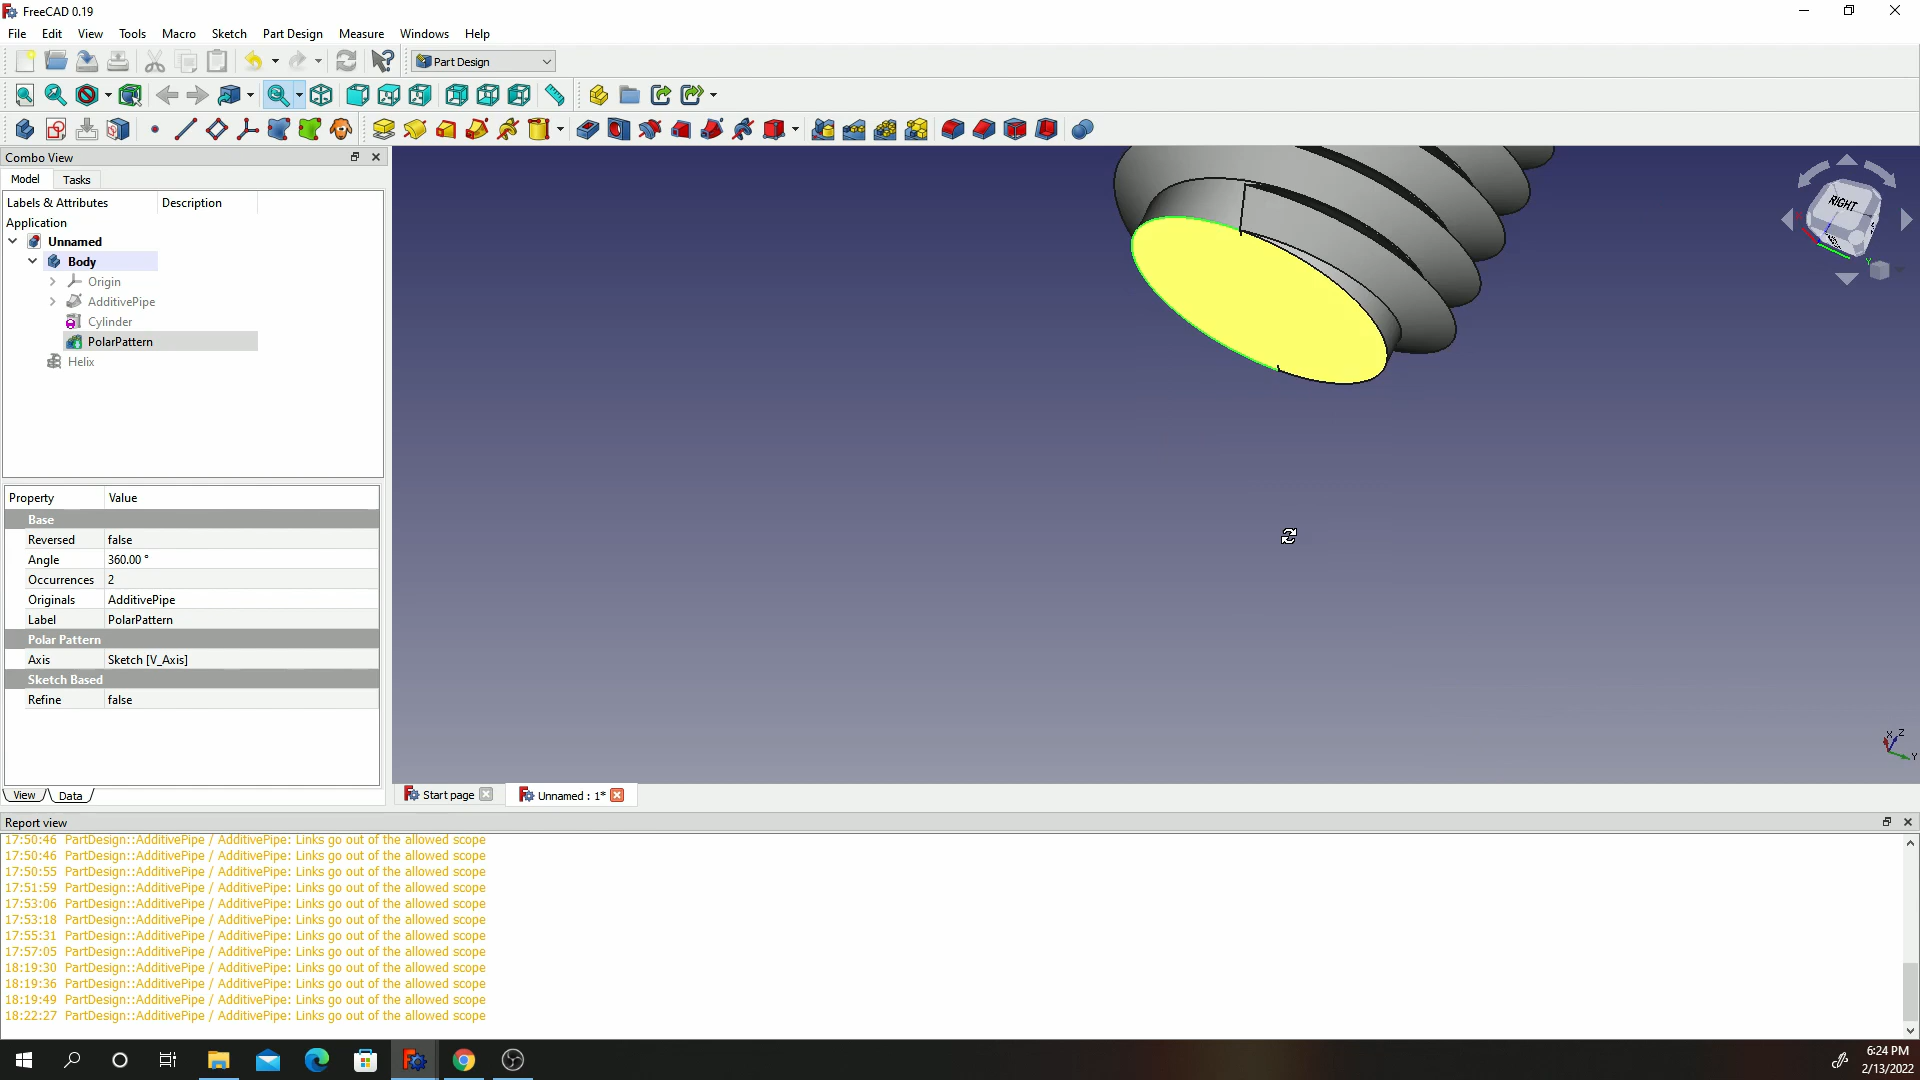 FreeCAD 0.19
File Edit View Tools Macro Sketch Part Design Measure Windows Help
Part Design
Combo View
Model Tasks
Labels & Attributes Description
Application
Unnamed
Body
Origin
AdditivePipe
Cylinder
PolarPattern
Helix
Property Value
Base
Reversed false
Angle 360.00 °
Occurrences 2
Originals AdditivePipe
Label PolarPattern
Polar Pattern
Axis Sketch [V_Axis]
Sketch Based
Refine false
View Data
RIGHT
X
Y
X Z
Y
Start page Unnamed : 1*
Report view
17:50:46 PartDesign::AdditivePipe / AdditivePipe: Links go out of the allowed scope
17:50:46 PartDesign::AdditivePipe / AdditivePipe: Links go out of the allowed scope
17:50:55 PartDesign::AdditivePipe / AdditivePipe: Links go out of the allowed scope
17:51:59 PartDesign::AdditivePipe / AdditivePipe: Links go out of the allowed scope
17:53:06 PartDesign::AdditivePipe / AdditivePipe: Links go out of the allowed scope
17:53:18 PartDesign::AdditivePipe / AdditivePipe: Links go out of the allowed scope
17:55:31 PartDesign::AdditivePipe / AdditivePipe: Links go out of the allowed scope
17:57:05 PartDesign::AdditivePipe / AdditivePipe: Links go out of the allowed scope
18:19:30 PartDesign::AdditivePipe / AdditivePipe: Links go out of the allowed scope
18:19:36 PartDesign::AdditivePipe / AdditivePipe: Links go out of the allowed scope
18:19:49 PartDesign::AdditivePipe / AdditivePipe: Links go out of the allowed scope
18:22:27 PartDesign::AdditivePipe / AdditivePipe: Links go out of the allowed scope
6:24 PM
2/13/2022